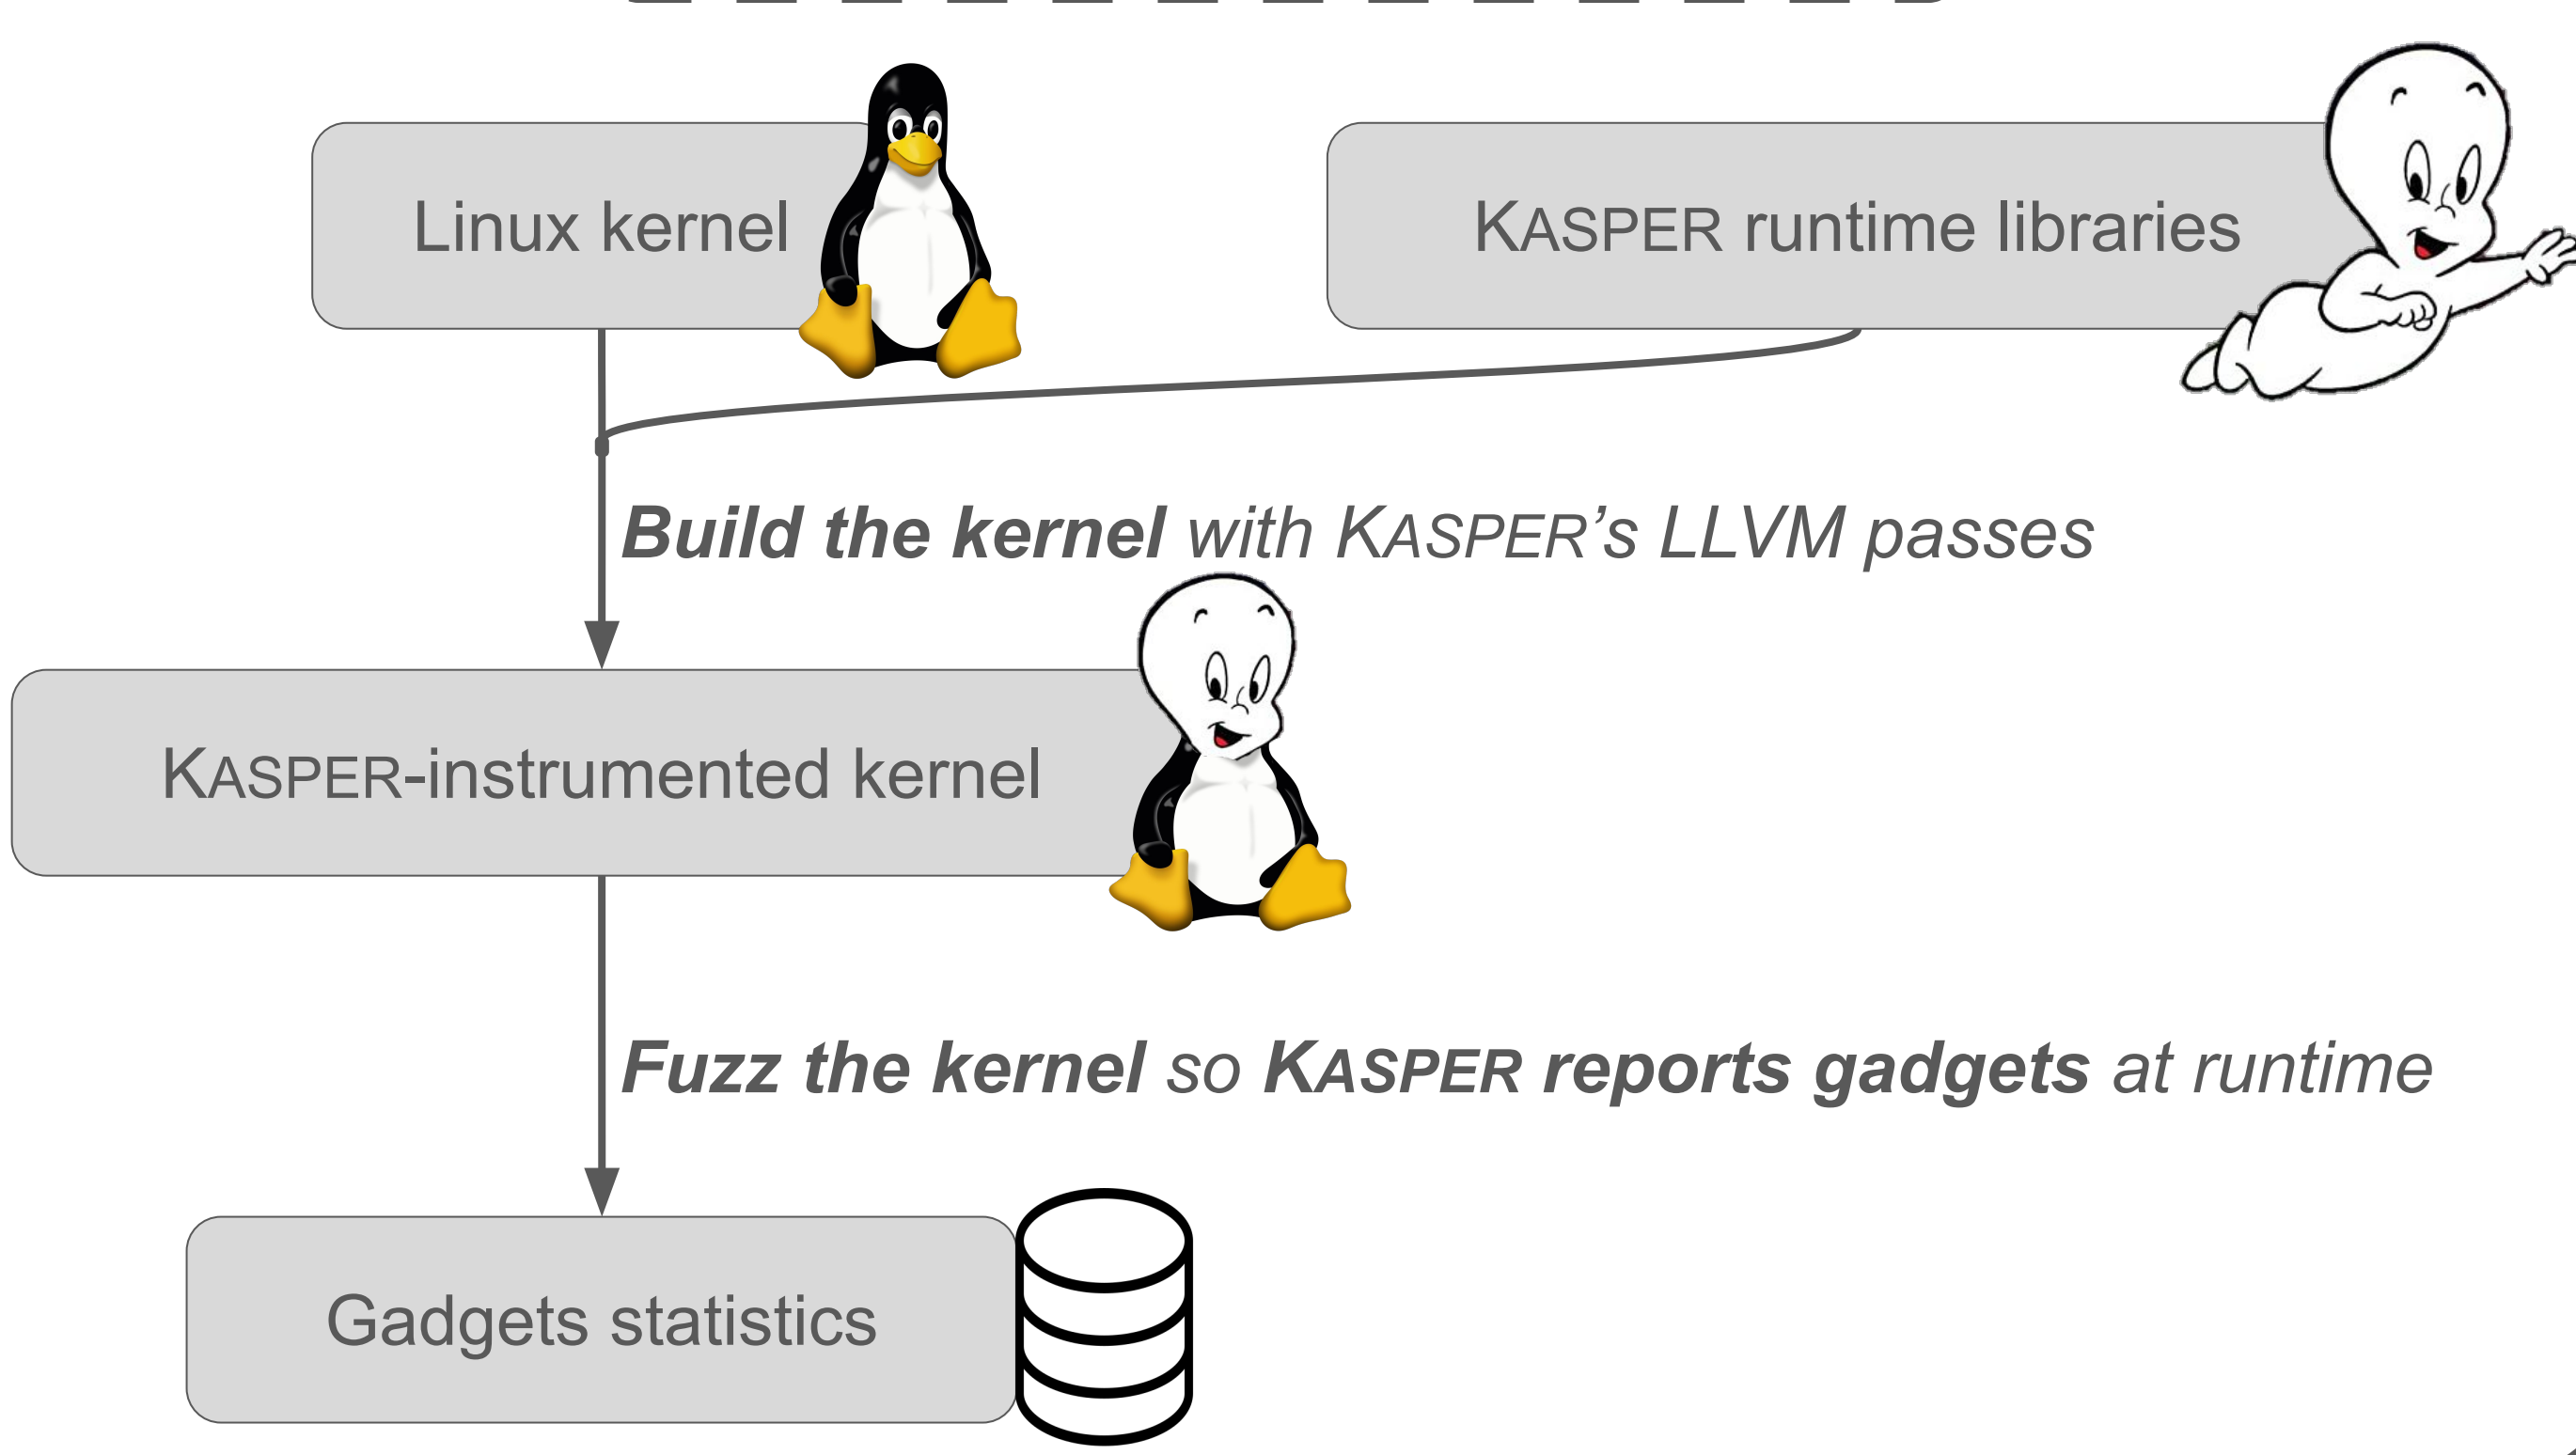 Linux kernel
KASPER runtime libraries
Build the kernel with KASPER’s LLVM passes
KASPER-instrumented kernel
Fuzz the kernel so KASPER reports gadgets at runtime
Gadgets statistics